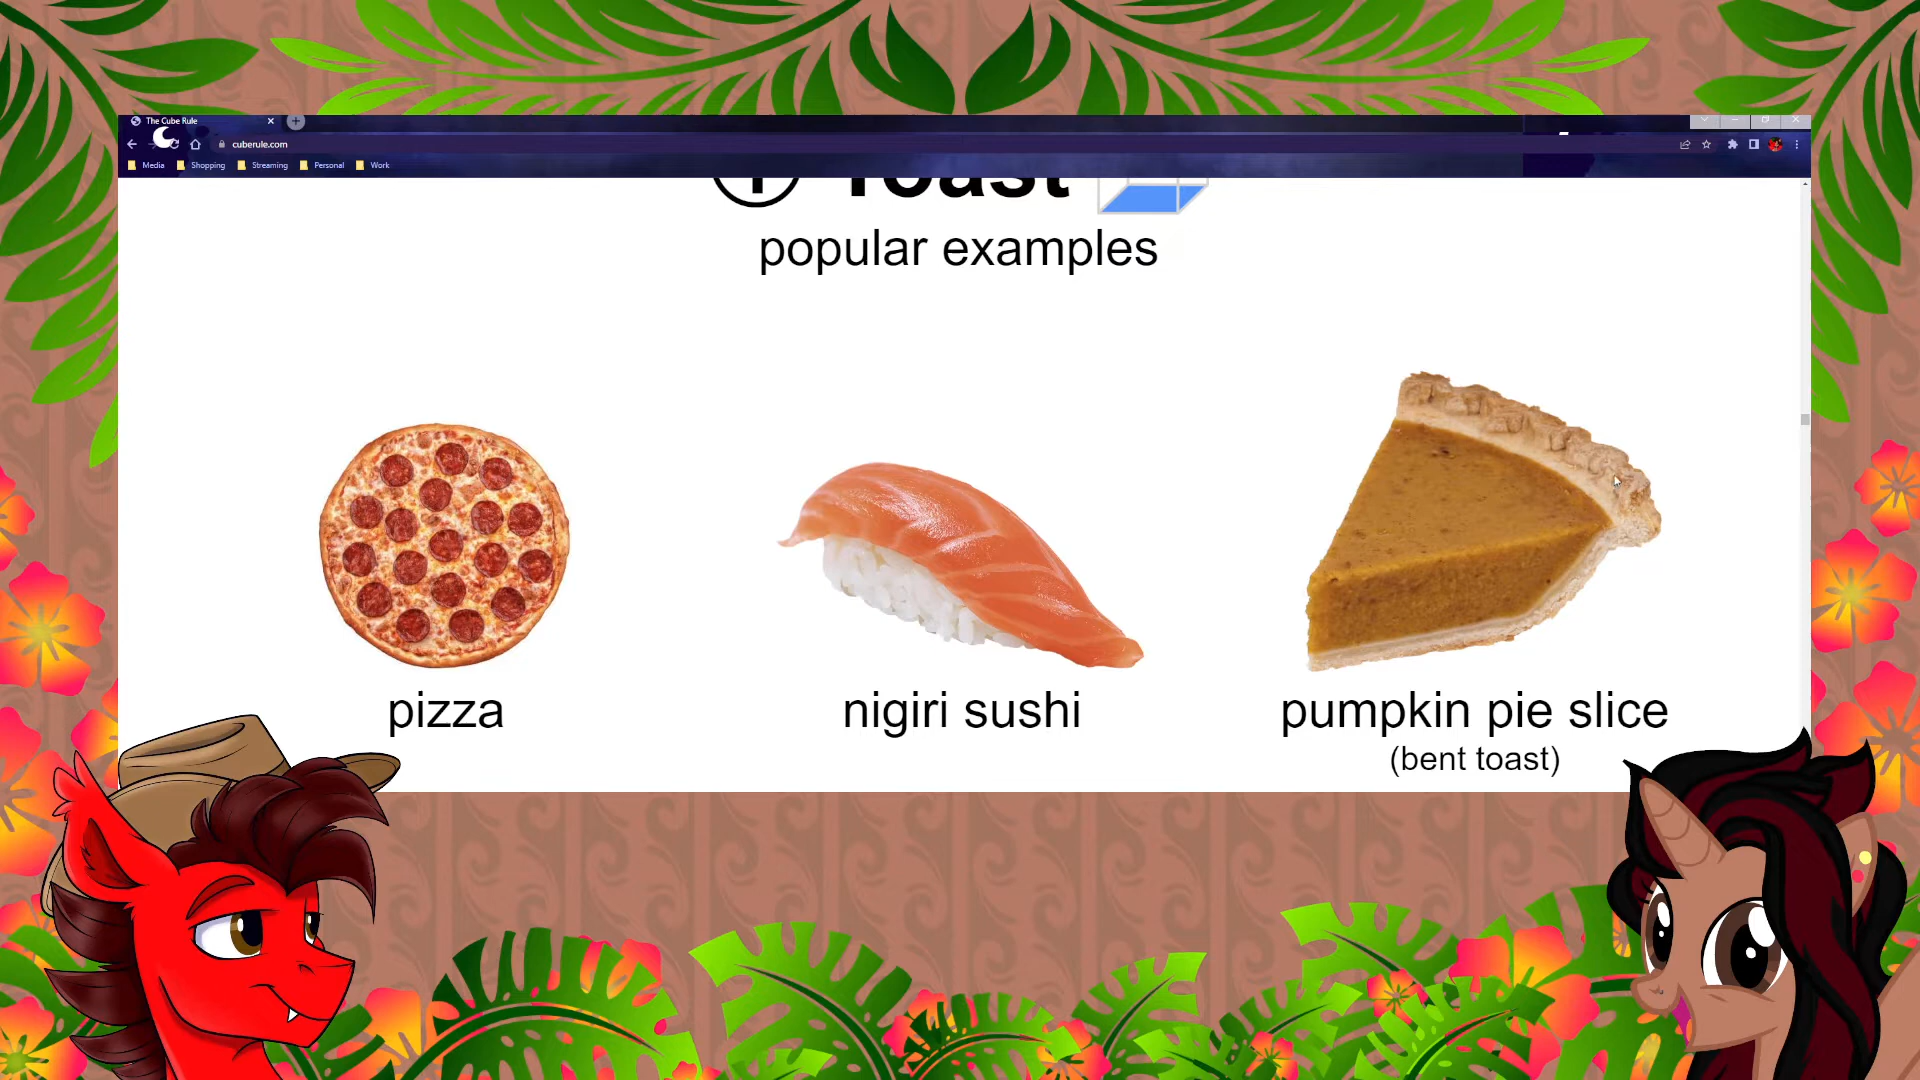 The Cube Rule
cuberule.com
Media Shopping Streaming Personal Work
Toast
popular examples
pizza
nigiri sushi
pumpkin pie slice
(bent toast)